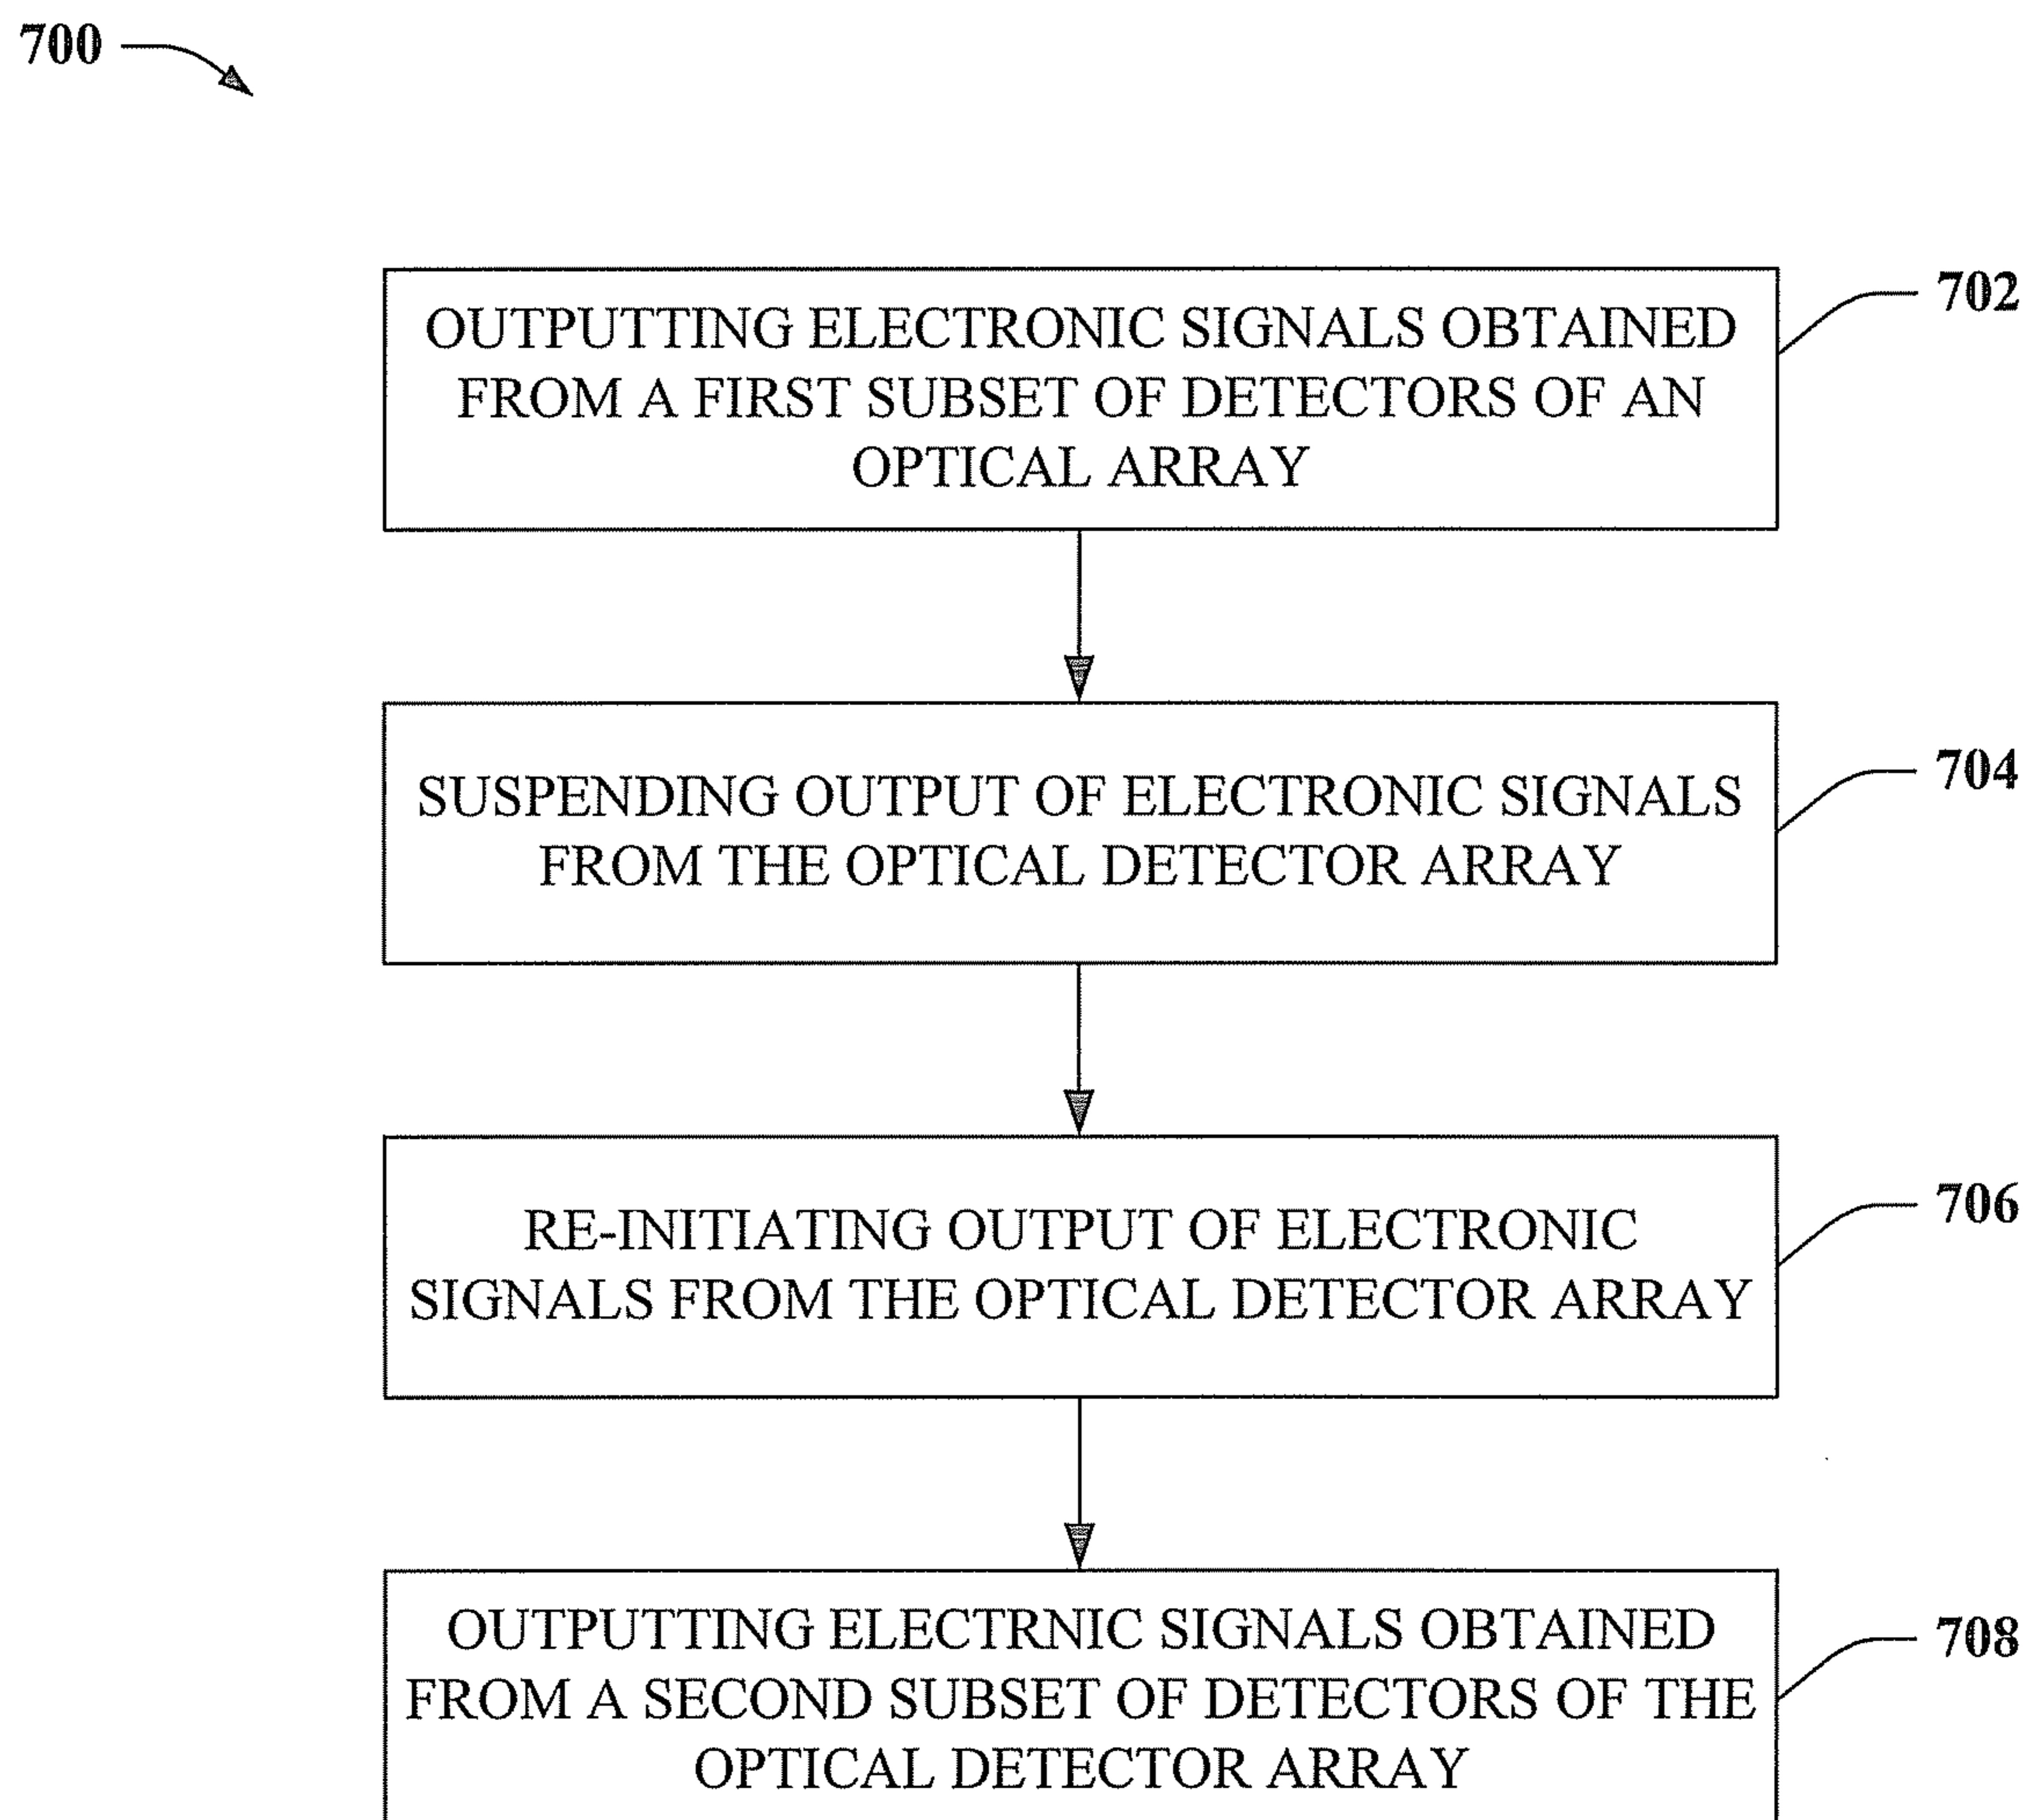 700
OUTPUTTING ELECTRONIC SIGNALS OBTAINED
FROM A FIRST SUBSET OF DETECTORS OF AN
OPTICAL ARRAY
702
SUSPENDING OUTPUT OF ELECTRONIC SIGNALS
FROM THE OPTICAL DETECTOR ARRAY
704
RE-INITIATING OUTPUT OF ELECTRONIC
SIGNALS FROM THE OPTICAL DETECTOR ARRAY
706
OUTPUTTING ELECTRNIC SIGNALS OBTAINED
FROM A SECOND SUBSET OF DETECTORS OF THE
OPTICAL DETECTOR ARRAY
708